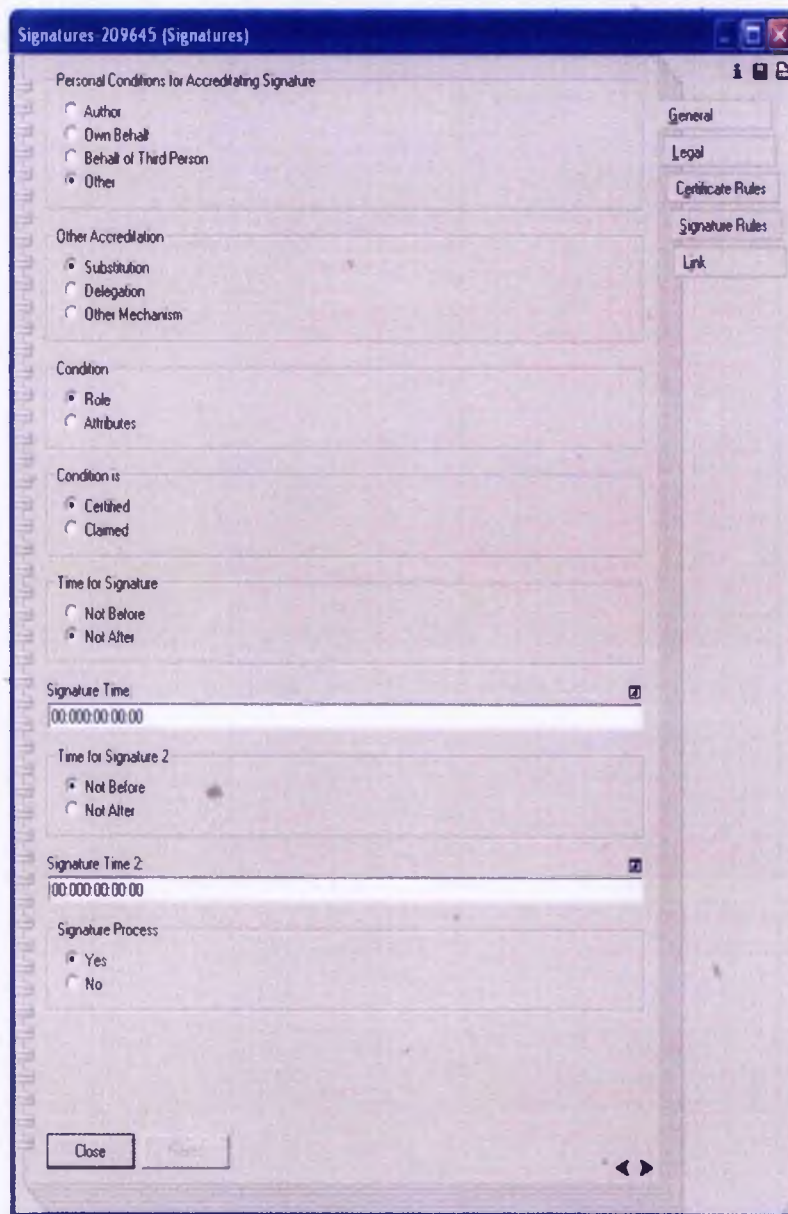 Signatures-209645 (Signatures)
Personal Conditions for Accreditating Signature
Author
Own Behalf
Behalf of Third Person
Other
Other Accreditation
Substitution
Delegation
Other Mechanism
Condition
Role
Attributes
Condition is
Certified
Claimed
Time for Signature
Not Before
Not After
Signature Time:
00:000:00:00:00
Time for Signature 2
Not Before
Not After
Signature Time 2:
00:000:00:00:00
Signature Process
Yes
No
Close
General
Legal
Certificate Rules
Signature Rules
Link